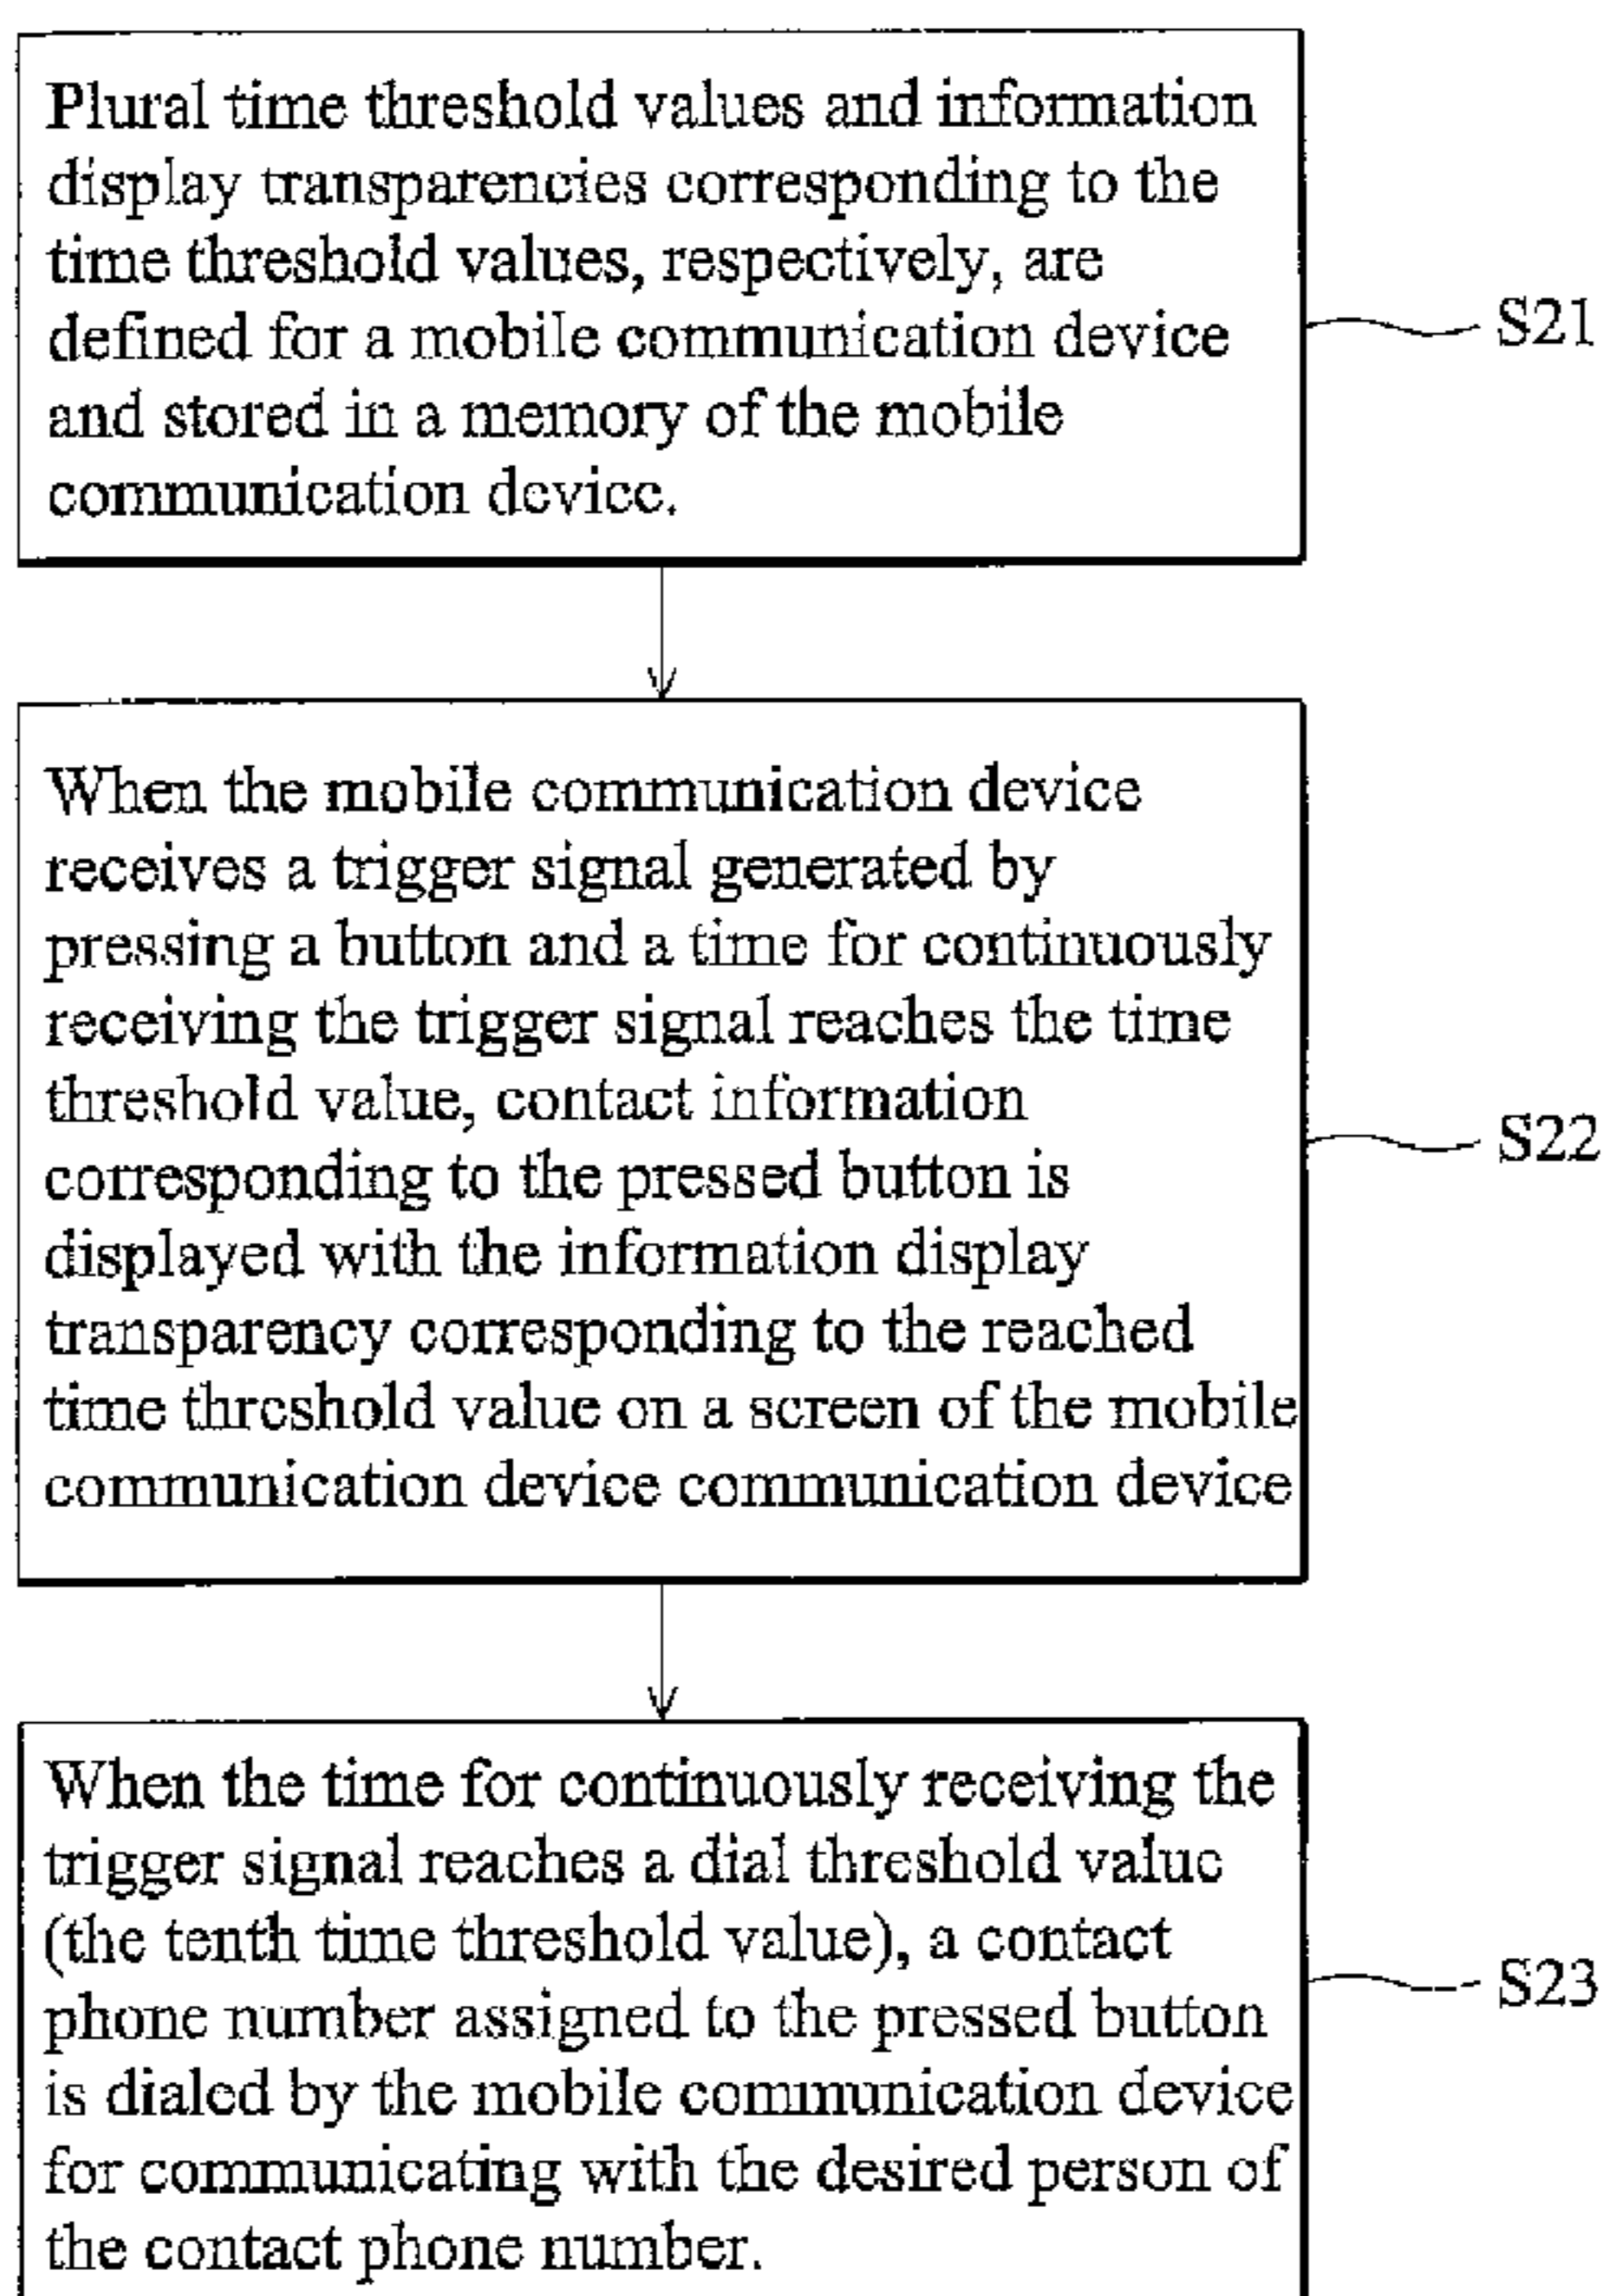 Plural time threshold values and information
display transparencies corresponding to the
time threshold values, respectively, are
defined for a mobile communication device
and stored in a memory of the mobile
communication device.
S21
When the mobile communication device
receives a trigger signal generated by
pressing a button and a time for continuously
receiving the trigger signal reaches the time
threshold value, contact information
corresponding to the pressed button is
displayed with the information display
transparency corresponding to the reached
time threshold value on a screen of the mobile
communication device communication device
S22
When the time for continuously receiving the
trigger signal reaches a dial threshold value
(the tenth time threshold value), a contact
phone number assigned to the pressed button
is dialed by the mobile communication device
for communicating with the desired person of
the contact phone number.
S23